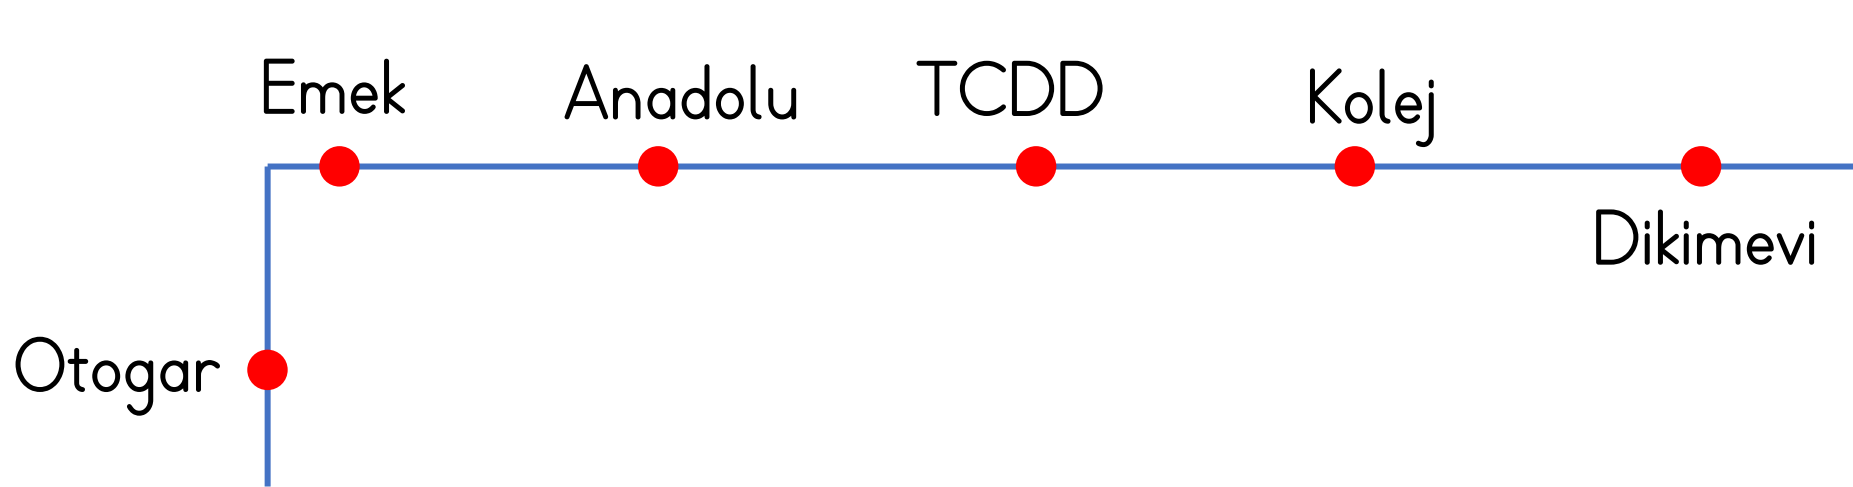 Emek
Anadolu
TCDD
Kolej
Dikimevi
Otogar